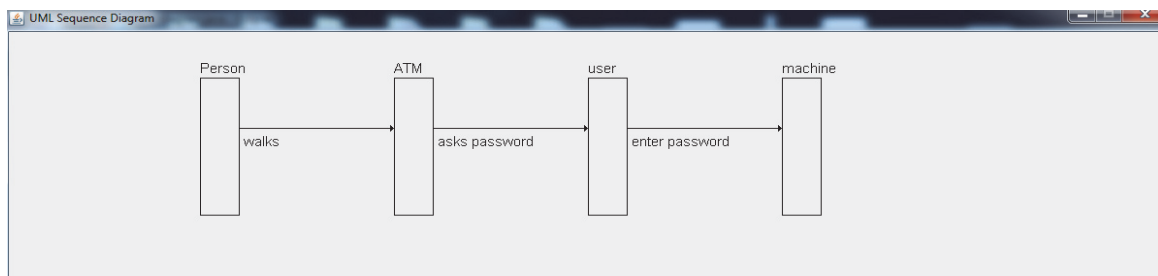 UML Sequence Diagram
Person ATM user machine
walks asks password enter password